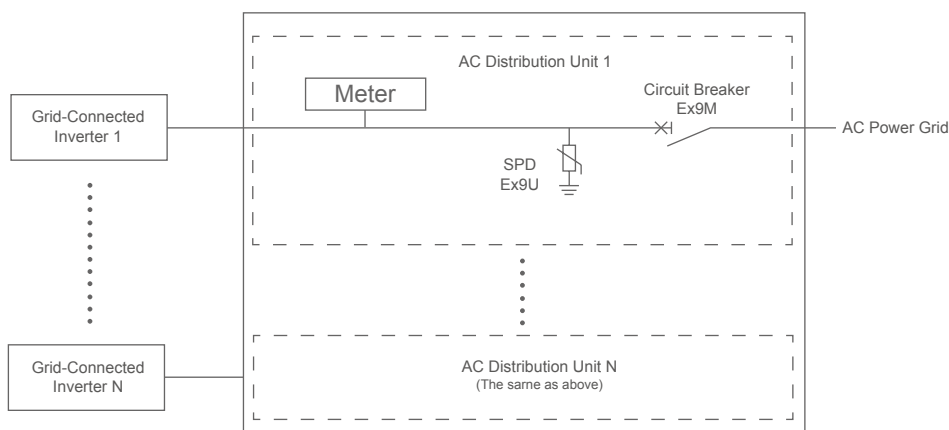 AC Distribution Unit 1
Meter
Circuit Breaker
Ex9M
Grid-Connected
Inverter 1
AC Power Grid
SPD
Ex9U
Grid-Connected
Inverter N
AC Distribution Unit N
(The sarne as above)